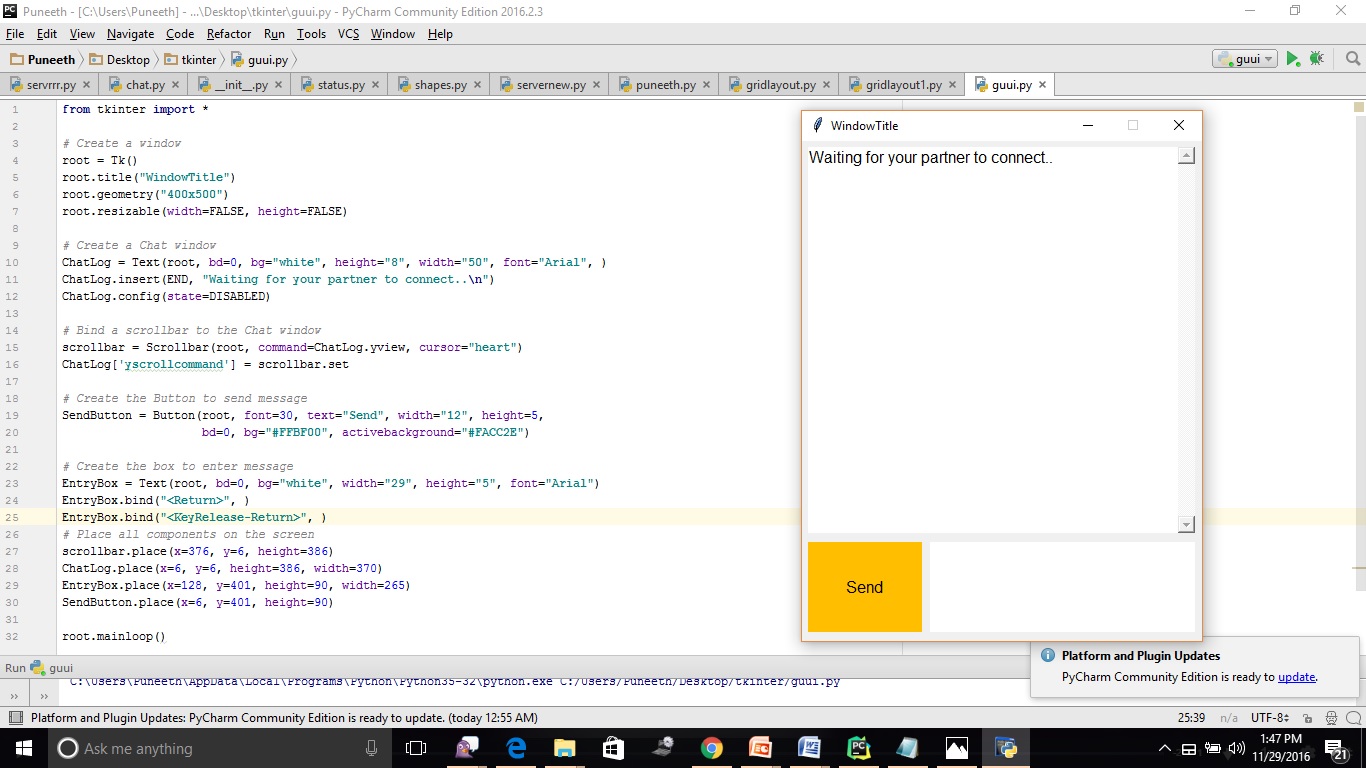 Puneeth - [C:\Users\Puneeth] - ...\Desktop\tkinter\guui.py - PyCharm Community Edition 2016.2.3
File Edit View Navigate Code Refactor Run Tools VCS Window Help
Puneeth Desktop tkinter guui.py guui
servrrr.py chat.py __init__.py status.py shapes.py servernew.py puneeth.py gridlayout.py gridlayout1.py guui.py
1 from tkinter import *
2
3 # Create a window
4 root = Tk()
5 root.title("WindowTitle")
6 root.geometry("400x500")
7 root.resizable(width=FALSE, height=FALSE)
8
9 # Create a Chat window
10 ChatLog = Text(root, bd=0, bg="white", height="8", width="50", font="Arial", )
11 ChatLog.insert(END, "Waiting for your partner to connect..\n")
12 ChatLog.config(state=DISABLED)
13
14 # Bind a scrollbar to the Chat window
15 scrollbar = Scrollbar(root, command=ChatLog.yview, cursor="heart")
16 ChatLog['yscrollcommand'] = scrollbar.set
17
18 # Create the Button to send message
19 SendButton = Button(root, font=30, text="Send", width="12", height=5,
20 bd=0, bg="#FFBF00", activebackground="#FACC2E")
21
22 # Create the box to enter message
23 EntryBox = Text(root, bd=0, bg="white", width="29", height="5", font="Arial")
24 EntryBox.bind("<Return>", )
25 EntryBox.bind("<KeyRelease-Return>", )
26 # Place all components on the screen
27 scrollbar.place(x=376, y=6, height=386)
28 ChatLog.place(x=6, y=6, height=386, width=370)
29 EntryBox.place(x=128, y=401, height=90, width=265)
30 SendButton.place(x=6, y=401, height=90)
31
32 root.mainloop()
WindowTitle
Waiting for your partner to connect..
Send
Run guui
C:\Users\Puneeth\AppData\Local\Programs\Python\Python35-32\python.exe C:/Users/Puneeth/Desktop/tkinter/guui.py
Platform and Plugin Updates
PyCharm Community Edition is ready to update.
Platform and Plugin Updates: PyCharm Community Edition is ready to update. (today 12:55 AM) 25:39 n/a UTF-8
Ask me anything
1:47 PM
11/29/2016
21